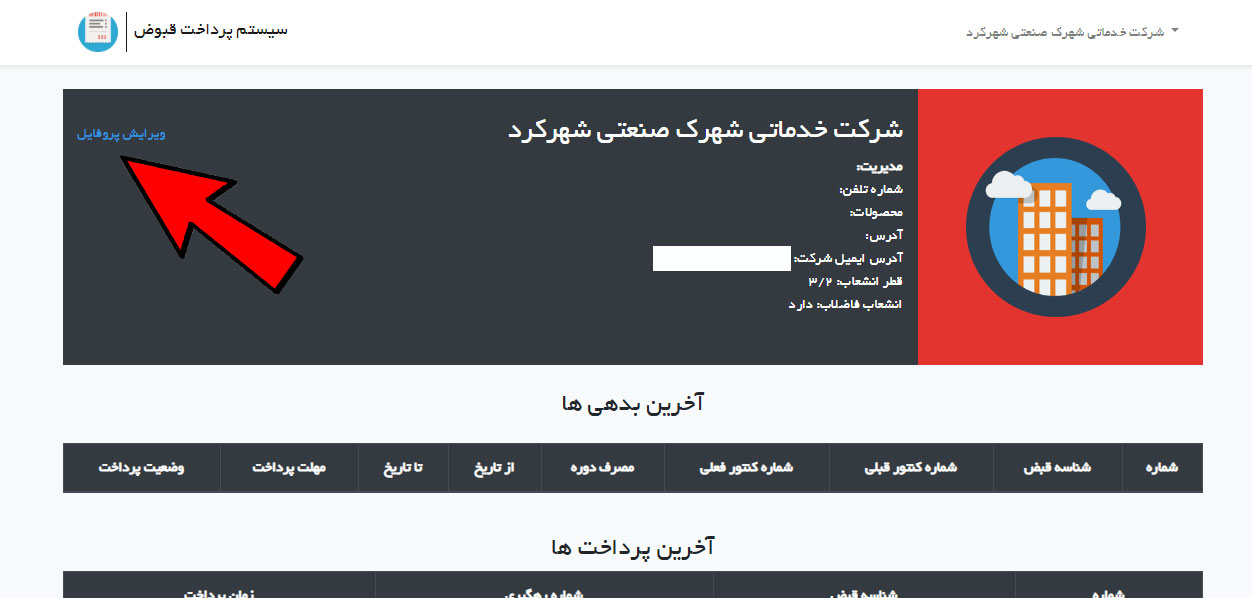 شرکت خدماتی شهرک صنعتی شهرکرد
سیستم پرداخت قبوض
شرکت خدماتی شهرک صنعتی شهرکرد
ویرایش پروفایل
مدیریت:
شماره تلفن:
محصولات:
آدرس:
آدرس ایمیل شرکت:
قطر انشعاب: ۳/۲
انشعاب فاضلاب: دارد
آخرین بدهی ها
شماره شناسه قبض شماره کنتور قبلی شماره کنتور فعلی مصرف دوره از تاریخ تا تاریخ مهلت پرداخت وضعیت پرداخت
آخرین پرداخت ها
شماره شناسه قبض شماره رهگیری زمان پرداخت